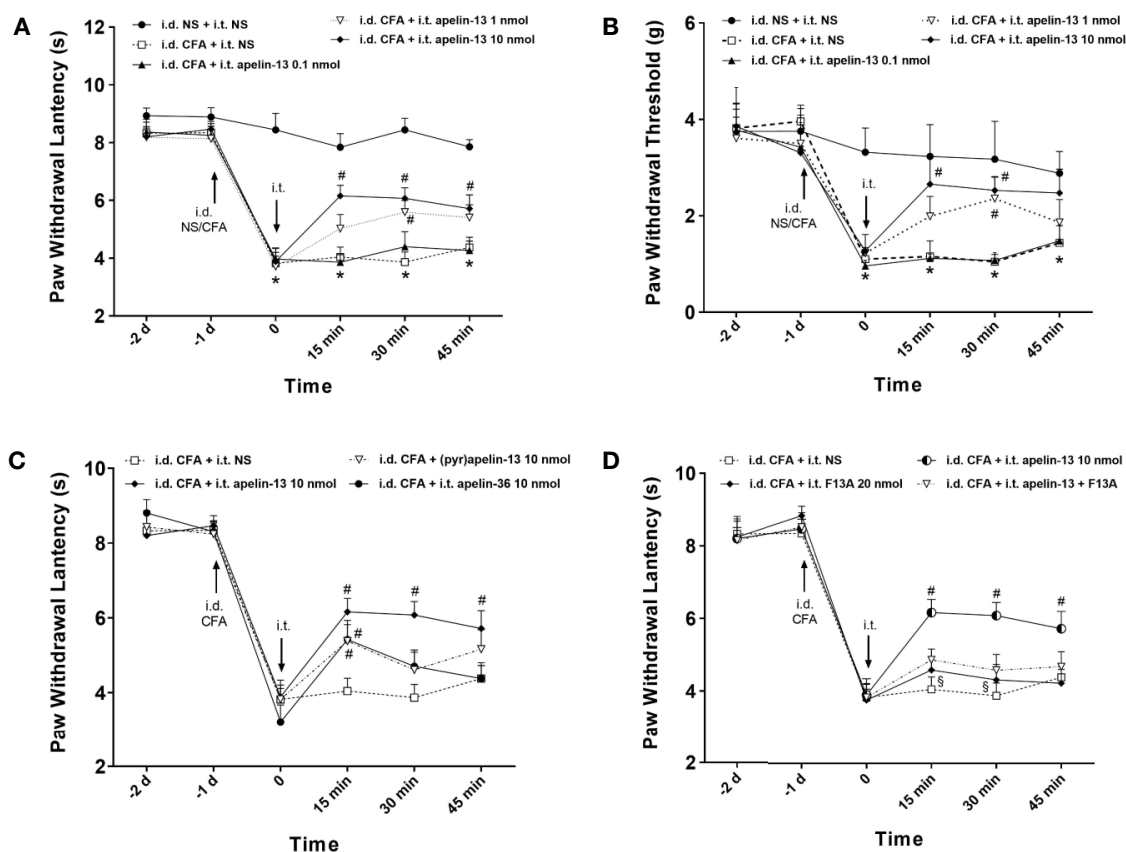 A
i.d. NS + i.t. NS
i.d. CFA + i.t. NS
i.d. CFA + i.t. apelin-13 0.1 nmol
i.d. CFA + i.t. apelin-13 1 nmol
i.d. CFA + i.t. apelin-13 10 nmol
Paw Withdrawal Lantency (s)
12
10
8
6
4
2
i.d.
NS/CFA
i.t.
# # #
#
* * * *
-2 d
-1 d
0
15 min
30 min
45 min
Time
B
i.d. NS + i.t. NS
i.d. CFA + i.t. NS
i.d. CFA + i.t. apelin-13 0.1 nmol
i.d. CFA + i.t. apelin-13 1 nmol
i.d. CFA + i.t. apelin-13 10 nmol
Paw Withdrawal Threshold (g)
6
4
2
0
i.d.
NS/CFA
i.t.
# #
#
* * * *
-2 d
-1 d
0
15 min
30 min
45 min
Time
C
i.d. CFA + i.t. NS
i.d. CFA + i.t. apelin-13 10 nmol
i.d. CFA + (pyr)apelin-13 10 nmol
i.d. CFA + i.t. apelin-36 10 nmol
Paw Withdrawal Lantency (s)
10
8
6
4
2
i.d.
CFA
i.t.
# # #
#
#
-2 d
-1 d
0
15 min
30 min
45 min
Time
D
i.d. CFA + i.t. NS
i.d. CFA + i.t. F13A 20 nmol
i.d. CFA + i.t. apelin-13 10 nmol
i.d. CFA + i.t. apelin-13 + F13A
Paw Withdrawal Lantency (s)
10
8
6
4
2
i.d.
CFA
i.t.
# # #
§ §
-2 d
-1 d
0
15 min
30 min
45 min
Time